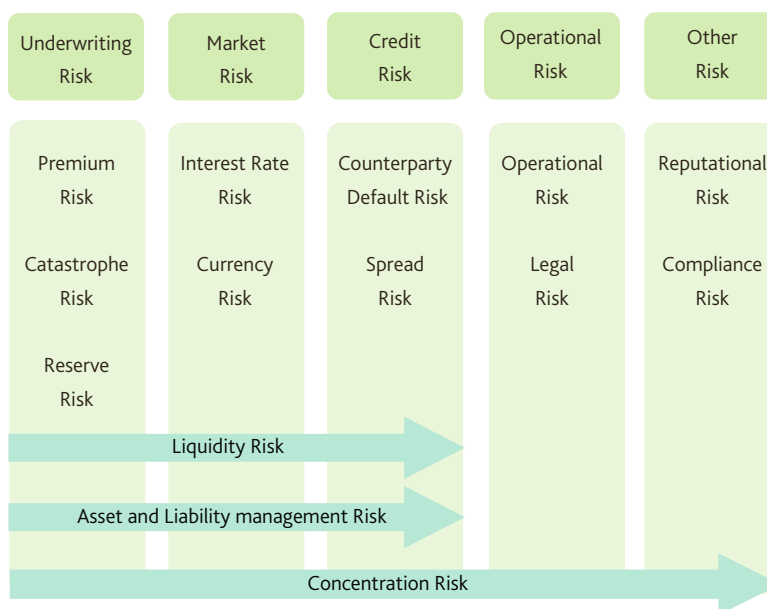 Underwriting
Risk
Market
Risk
Credit
Risk
Operational
Risk
Other
Risk
Premium
Risk
Catastrophe
Risk
Reserve
Risk
Interest Rate
Risk
Currency
Risk
Counterparty
Default Risk
Spread
Risk
Operational
Risk
Legal
Risk
Reputational
Risk
Compliance
Risk
Liquidity Risk
Asset and Liability management Risk
Concentration Risk